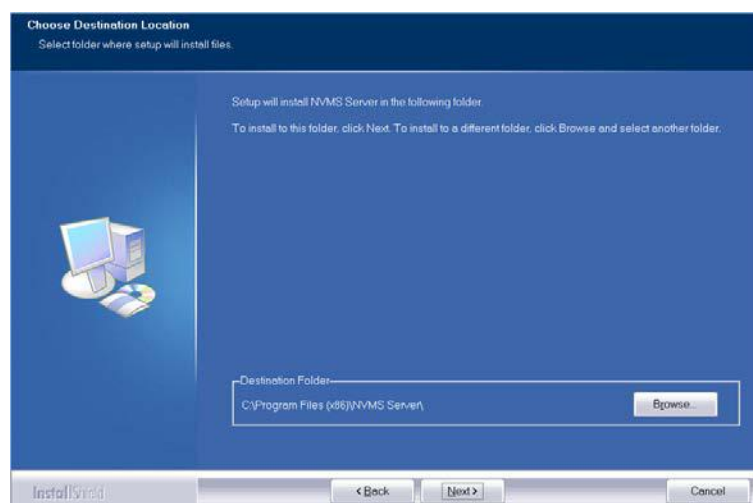 Choose Destination Location
Select folder where setup will install files.
Setup will install NVMS Server in the following folder.
To install to this folder, click Next. To install to a different folder, click Browse and select another folder.
Destination Folder
C:\Program Files (x86)\NVMS Server\
Browse...
InstallShield
< Back
Next >
Cancel